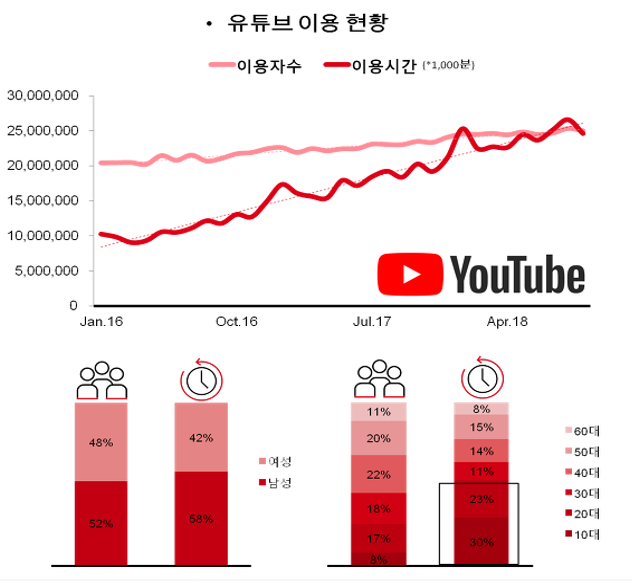 • 유튜브 이용 현황
이용자수 이용시간 (*1,000분)
30,000,000
25,000,000
20,000,000
15,000,000
10,000,000
5,000,000
0
YouTube
Jan.16 Oct.16 Jul.17 Apr.18
48% 42%
52% 58%
여성
남성
11% 8%
20% 15%
22% 14%
18% 11%
17% 23%
8% 30%
60대
50대
40대
30대
20대
10대